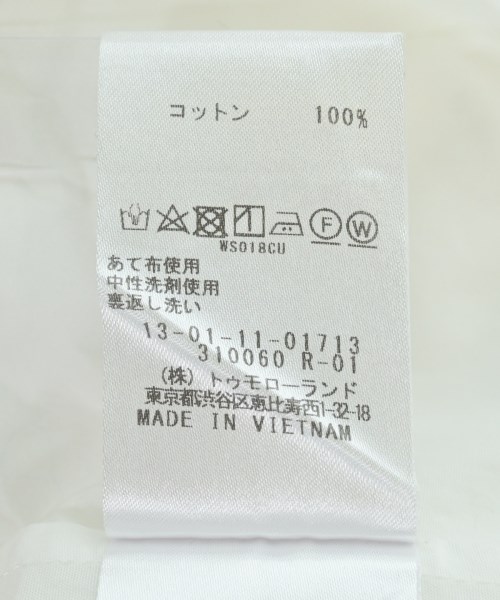 コットン 100%
F W
WS018CU
あて布使用
中性洗剤使用
裏返し洗い
13-01-11-01713
310060 R-01
(株) トゥモローランド
東京都渋谷区恵比寿西1-32-18
MADE IN VIETNAM